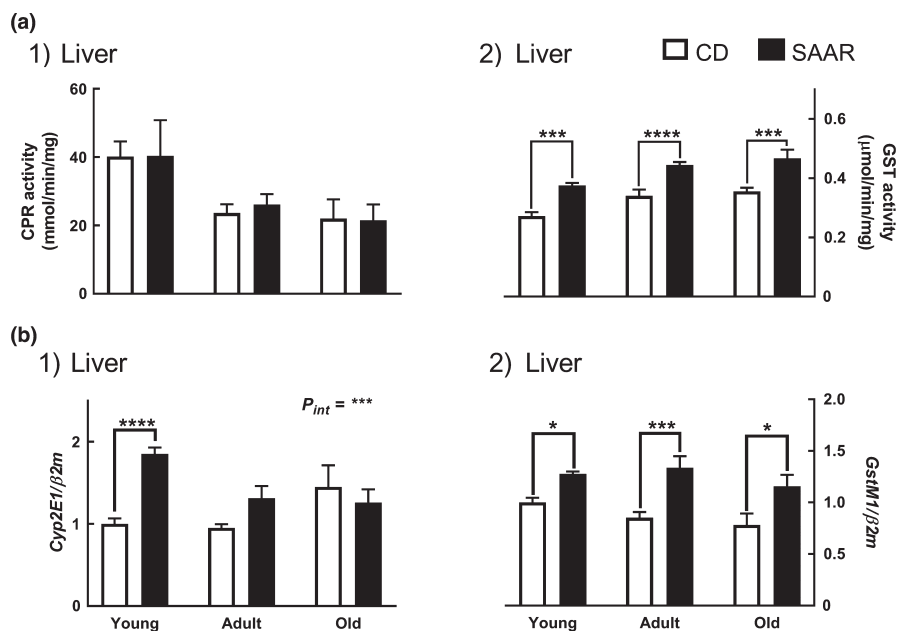 (a)
1) Liver
2) Liver
CD
SAAR
CPR activity
(mmol/min/mg)
60
40
20
0
***
****
***
0.6
0.4
0.2
0
GST activity
(μmol/min/mg)
(b)
1) Liver
2) Liver
Cyp2E1/β2m
2
1
0
****
Pint = ***
Young
Adult
Old
*
***
*
2.0
1.5
1.0
0.5
0
GstM1/β2m
Young
Adult
Old